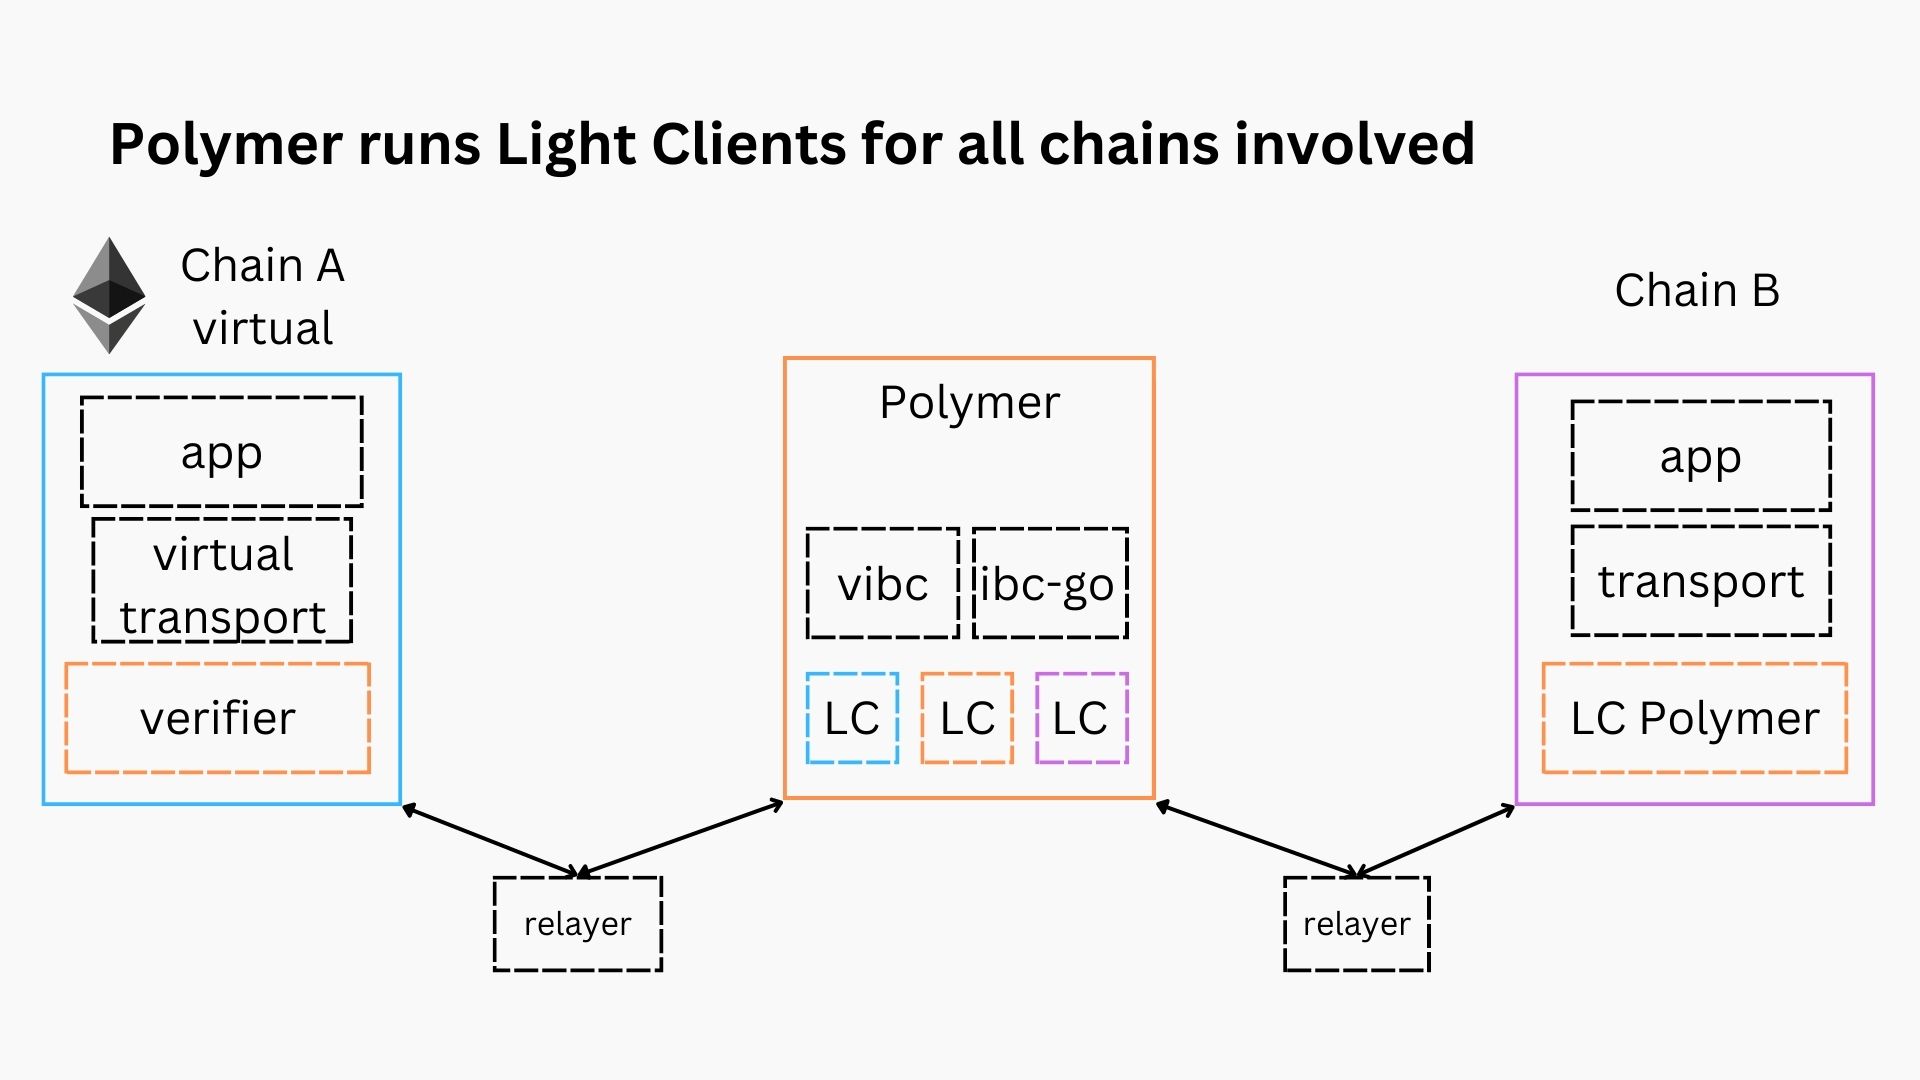 Polymer runs Light Clients for all chains involved
Chain A
virtual
app
virtual
transport
verifier
Polymer
vibc
ibc-go
LC
LC
LC
Chain B
app
transport
LC Polymer
relayer
relayer